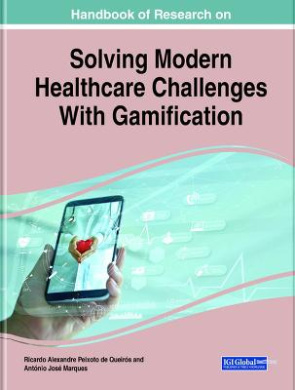 Handbook of Research on
Solving Modern
Healthcare Challenges
With Gamification
Ricardo Alexandre Peixoto de Queirós and
António José Marques
IGI Global